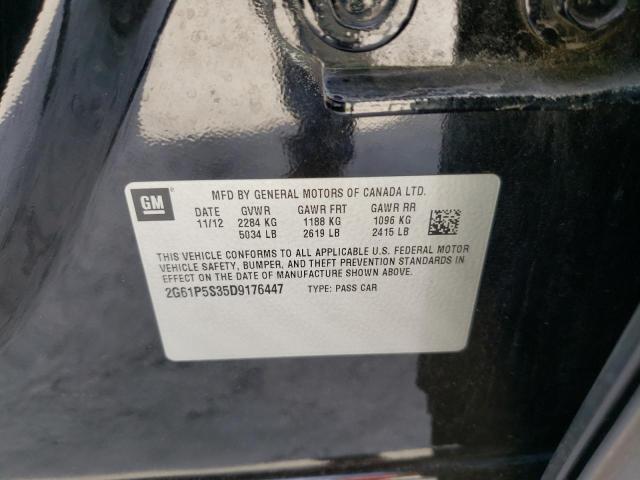 GM
MFD BY GENERAL MOTORS OF CANADA LTD.
DATE GVWR GAWR FRT GAWR RR
11/12 2284 KG 1188 KG 1096 KG
5034 LB 2619 LB 2415 LB
THIS VEHICLE CONFORMS TO ALL APPLICABLE U.S. FEDERAL MOTOR
VEHICLE SAFETY, BUMPER, AND THEFT PREVENTION STANDARDS IN
EFFECT ON THE DATE OF MANUFACTURE SHOWN ABOVE.
2G61P5S35D9176447 TYPE: PASS CAR